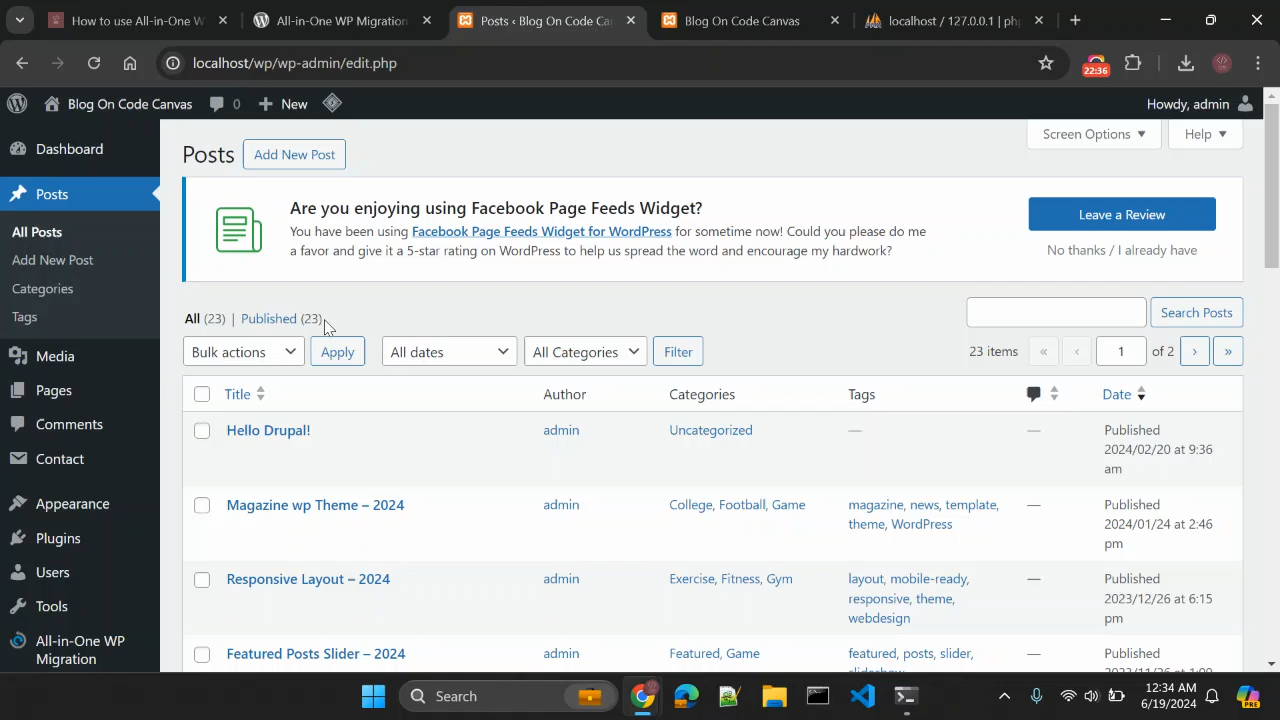 How to use All-in-One W
All-in-One WP Migration
Posts ‹ Blog On Code Ca
Blog On Code Canvas
localhost / 127.0.0.1 | ph
localhost/wp/wp-admin/edit.php
22:36
Blog On Code Canvas
0
New
Howdy, admin
Dashboard
Posts
All Posts
Add New Post
Categories
Tags
Media
Pages
Comments
Contact
Appearance
Plugins
Users
Tools
All-in-One WP
Migration
Posts
Add New Post
Screen Options
Help
Are you enjoying using Facebook Page Feeds Widget?
You have been using Facebook Page Feeds Widget for WordPress for sometime now! Could you please do me
a favor and give it a 5-star rating on WordPress to help us spread the word and encourage my hardwork?
Leave a Review
No thanks / I already have
All (23) | Published (23)
Search Posts
Bulk actions
Apply
All dates
All Categories
Filter
23 items
«
‹
1
of 2
›
»
Title
Author
Categories
Tags
Date
Hello Drupal!
admin
Uncategorized
—
—
Published
2024/02/20 at 9:36
am
Magazine wp Theme – 2024
admin
College, Football, Game
magazine, news, template,
theme, WordPress
—
Published
2024/01/24 at 2:46
pm
Responsive Layout – 2024
admin
Exercise, Fitness, Gym
layout, mobile-ready,
responsive, theme,
webdesign
—
Published
2023/12/26 at 6:15
pm
Featured Posts Slider – 2024
admin
Featured, Game
featured, posts, slider,
—
Published
Search
PRE
12:34 AM
6/19/2024